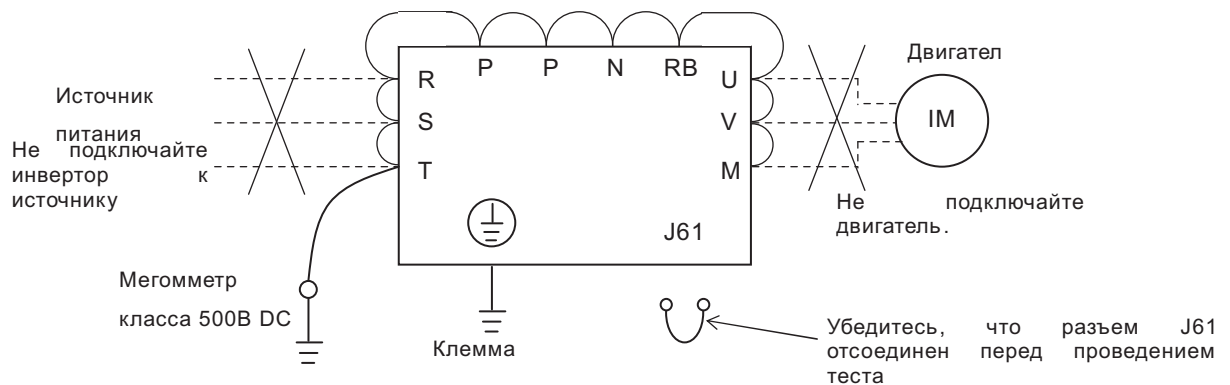 P P N RB
R
S
T
U
V
M
J61
Источник
питания
Не подключайте
инвертор к
источнику
Двигател
IM
Не подключайте
двигатель.
Мегомметр
класса 500В DC
Клемма
Убедитесь, что разъем J61
отсоединен перед проведением
теста